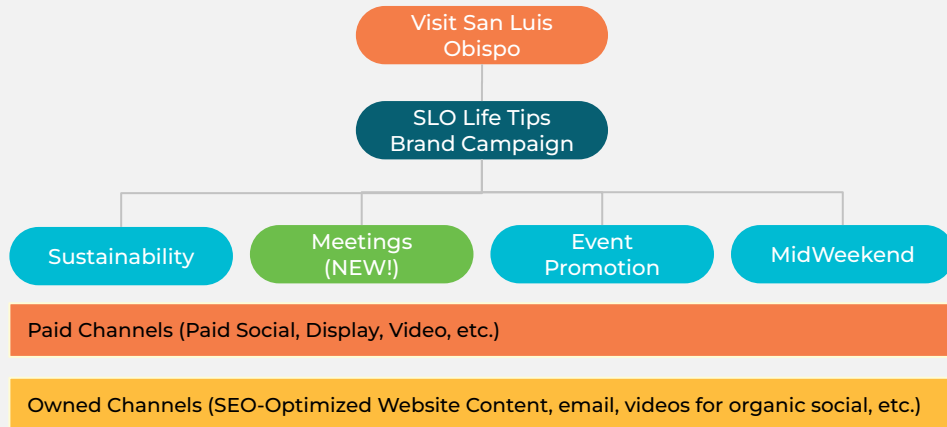 Visit San Luis
Obispo
SLO Life Tips
Brand Campaign
Sustainability
Meetings
(NEW!)
Event
Promotion
MidWeekend
Paid Channels (Paid Social, Display, Video, etc.)
Owned Channels (SEO-Optimized Website Content, email, videos for organic social, etc.)